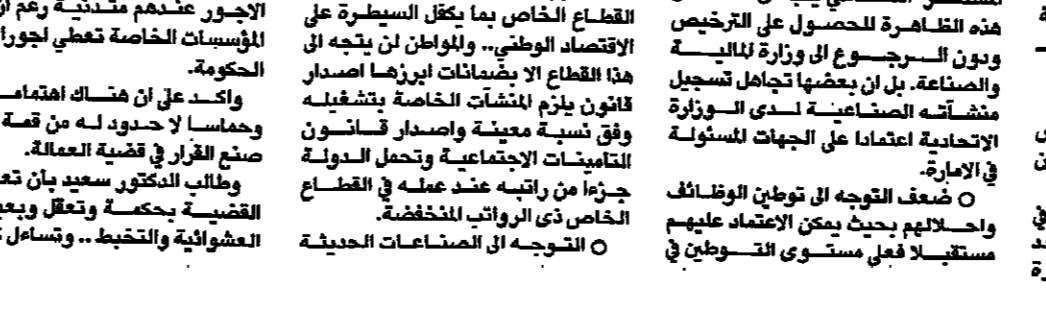 هذه الظاهرة للحصول على الترخيص
ودون الرجوع الى وزارة المالية
والصناعة. بل ان بعضها تجاهل تسجيل
منشآته الصناعية لدى الوزارة
الاتحادية اعتمادا على الجهات المسئولة
في الامارة.
○ ضعف التوجه الى توطين الوظائف
واحلالهم بحيث يمكن الاعتماد عليهم
مستقبلا فعلى مستوى التوطين في
القطاع الخاص بما يكفل السيطرة على
الاقتصاد الوطني.. والمواطن لن يتجه الى
هذا القطاع الا بضمانات ابرزها اصدار
قانون يلزم المنشآت الخاصة بتشغيله
وفق نسبة معينة واصدار قانون
التامينات الاجتماعية وتحمل الدولة
جزءا من راتبه عند عمله في القطاع
الخاص ذى الرواتب المنخفضة.
○ التوجه الى الصناعات الحديثة
الاجور عندهم متدنية رغم ان
المؤسسات الخاصة تعطي اجورا
الحكومة.
واكد على ان هناك
وحماسا لا حدود له من قمة
صنع القرار في قضية العمالة.
وطالب الدكتور سعيد بأن
القضية بحكمة وتعقل
العشوائية والتخبط .. وتساءل